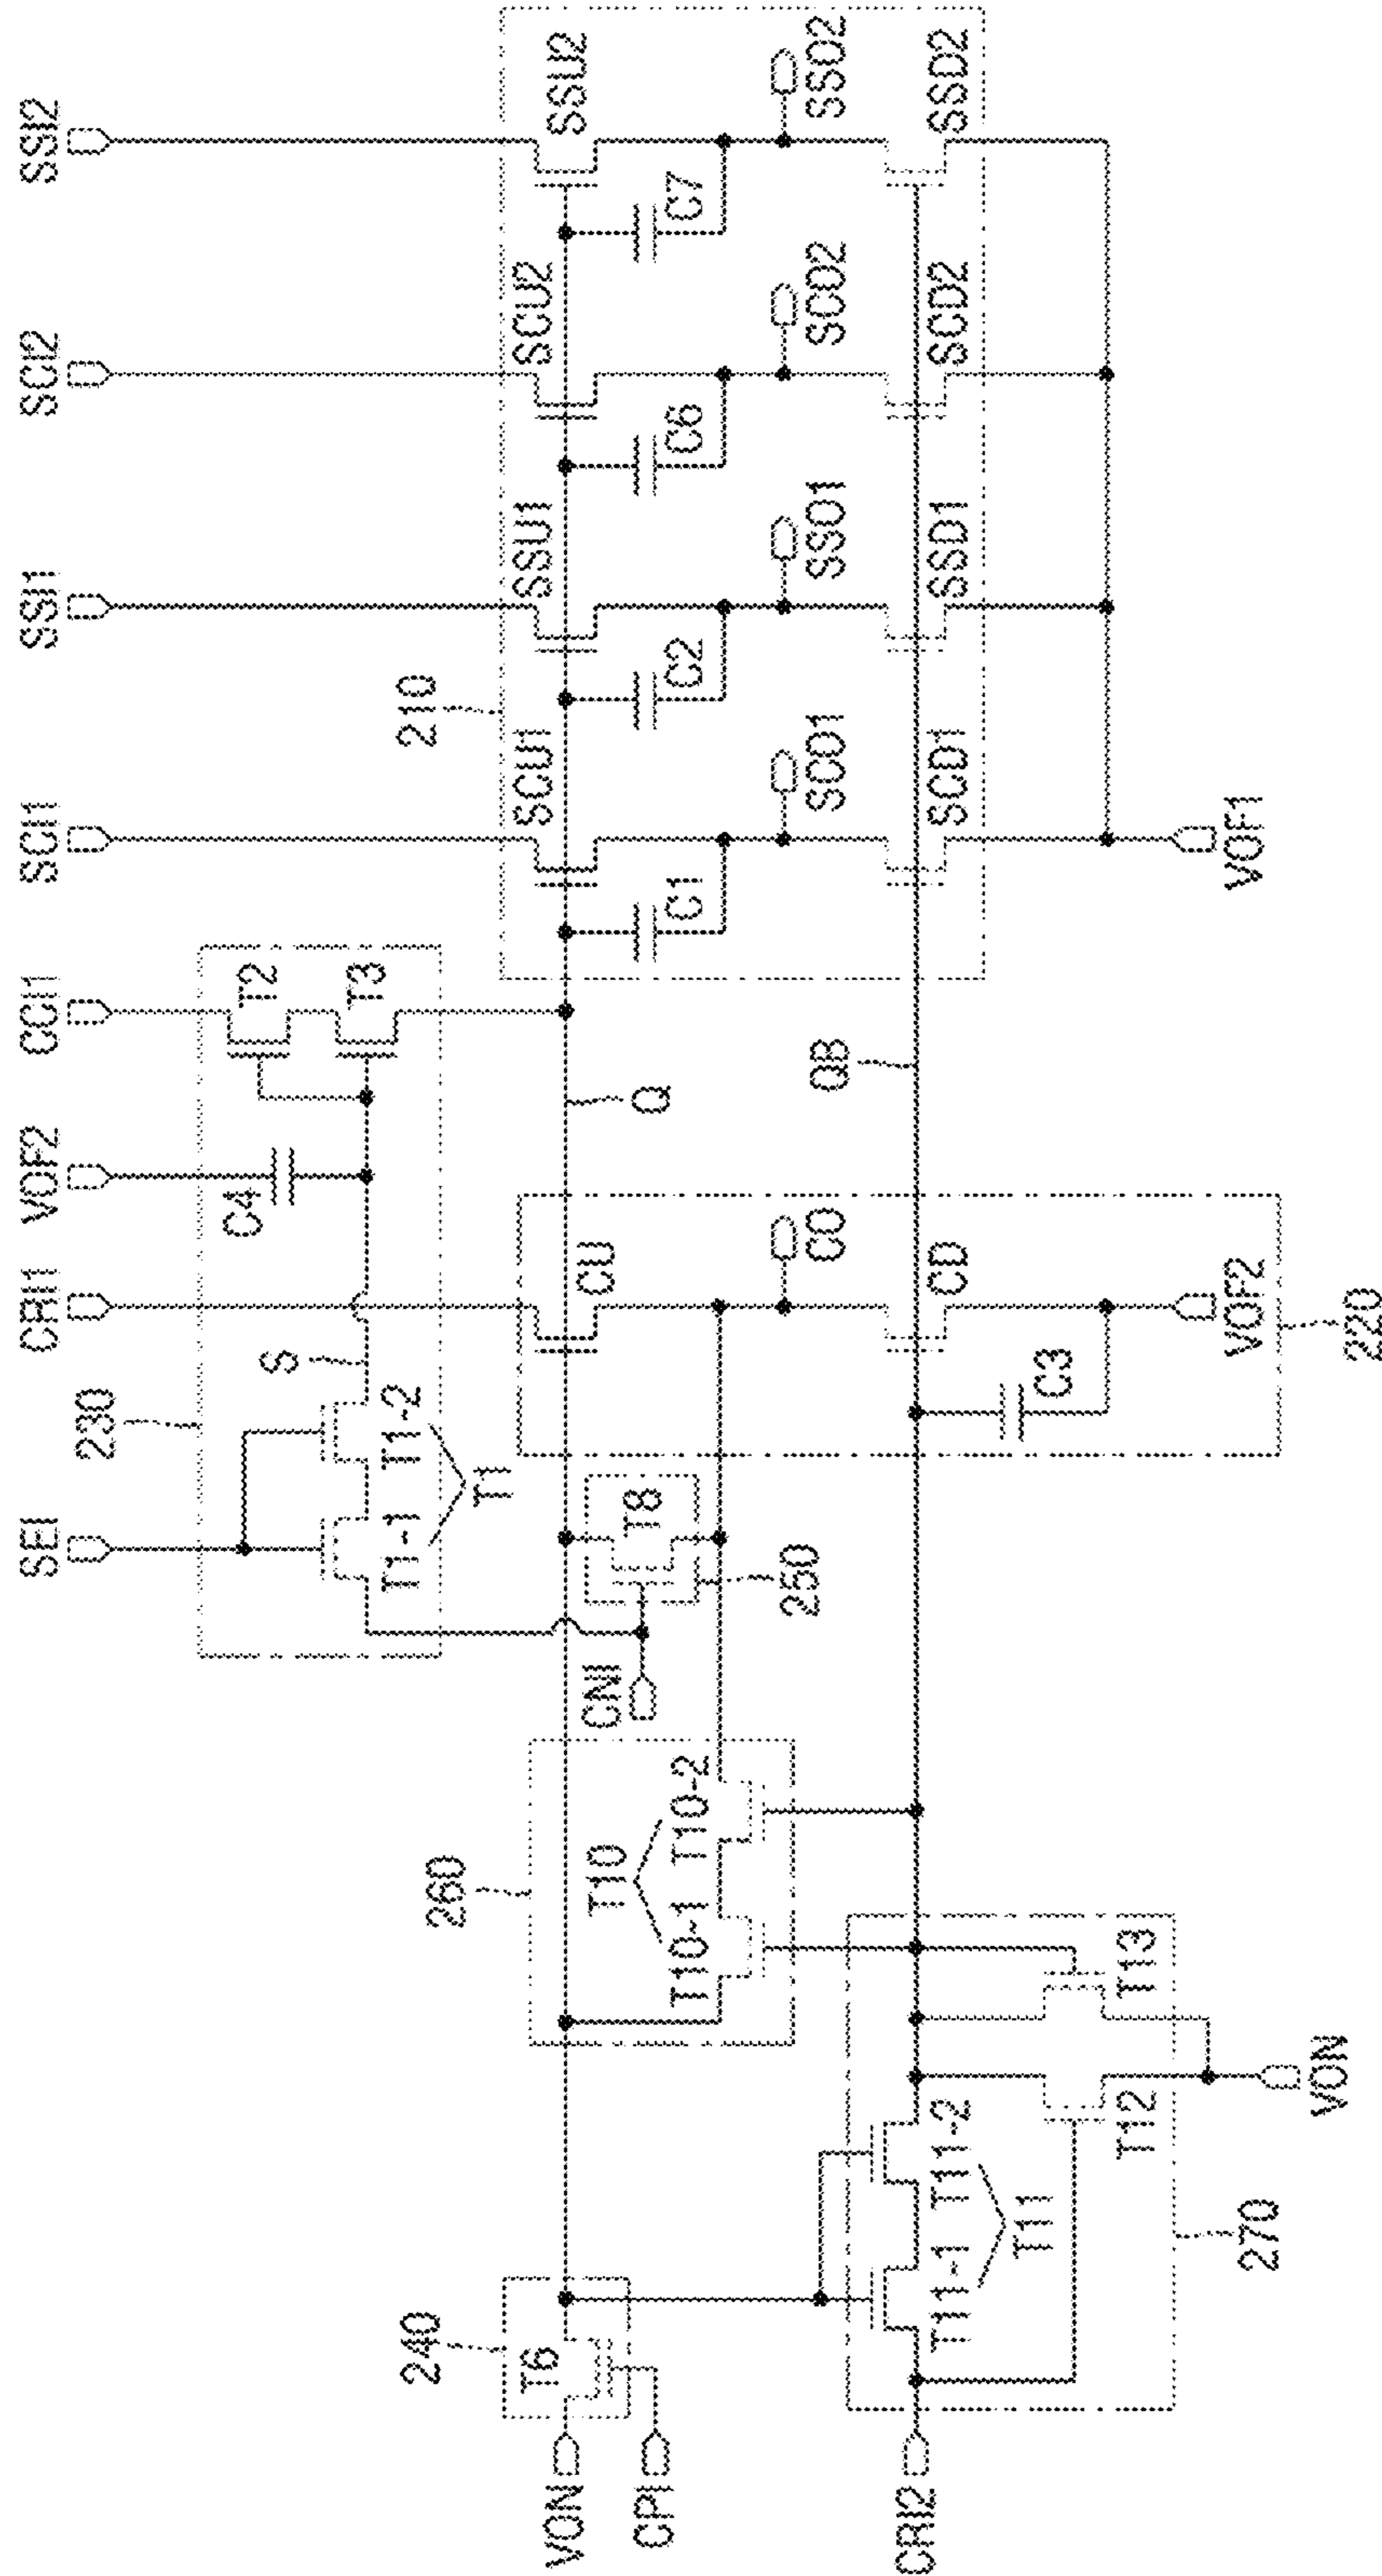 SEI
CRI1
VOF2
CCI1
SCI1
SSI1
SCI2
SSI2
230
C4
T2
S
T3
T1-1
T1-2
T1
210
240
260
T6
VON
CPI
SCU1
SSU1
SCU2
SSU2
CU
CNI
T8
Q
T10
T10-1
T10-2
C1
C2
C6
C7
250
CO
QB
SCO1
SSO1
SCO2
SSO2
CRI2
T11-1
T11-2
CD
SCD1
SSD1
SCD2
SSD2
T11
C3
T12
T13
270
VOF2
VOF1
VON
220